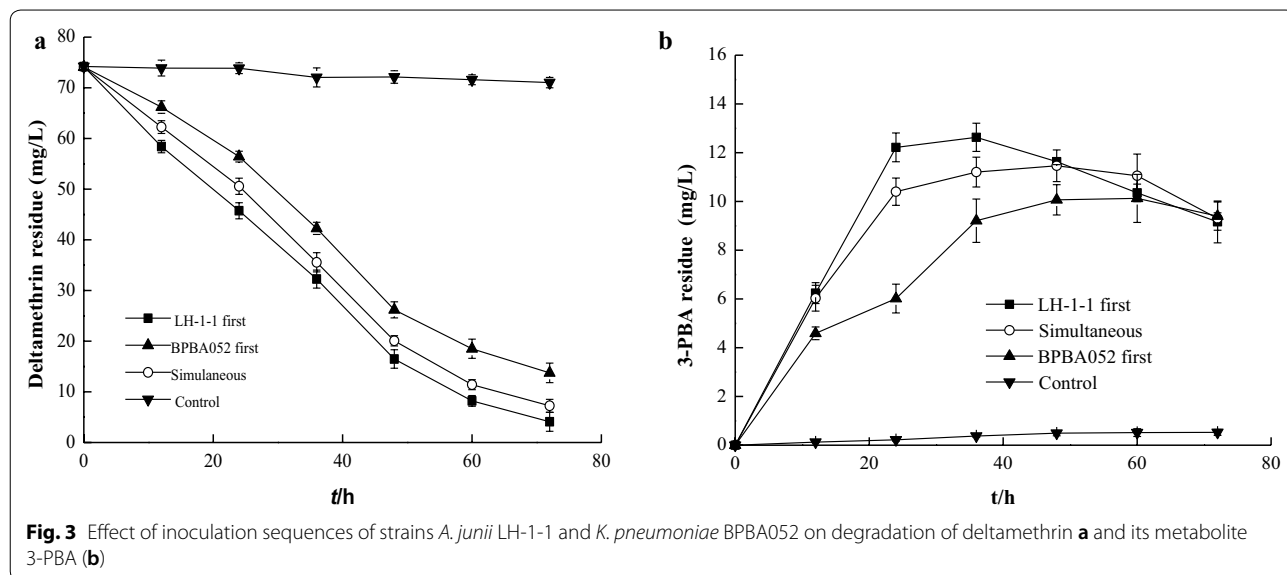 a
80
70
60
50
40
30
20
10
0
Deltamethrin residue (mg/L)
LH-1-1 first
BPBA052 first
Simulaneous
Control
0 20 40 60 80
t/h
b
16
14
12
10
8
6
4
2
0
3-PBA residue (mg/L)
LH-1-1 first
Simultaneous
BPBA052 first
Control
0 20 40 60 80
t/h
Fig. 3 Effect of inoculation sequences of strains A. junii LH-1-1 and K. pneumoniae BPBA052 on degradation of deltamethrin a and its metabolite
3-PBA (b)